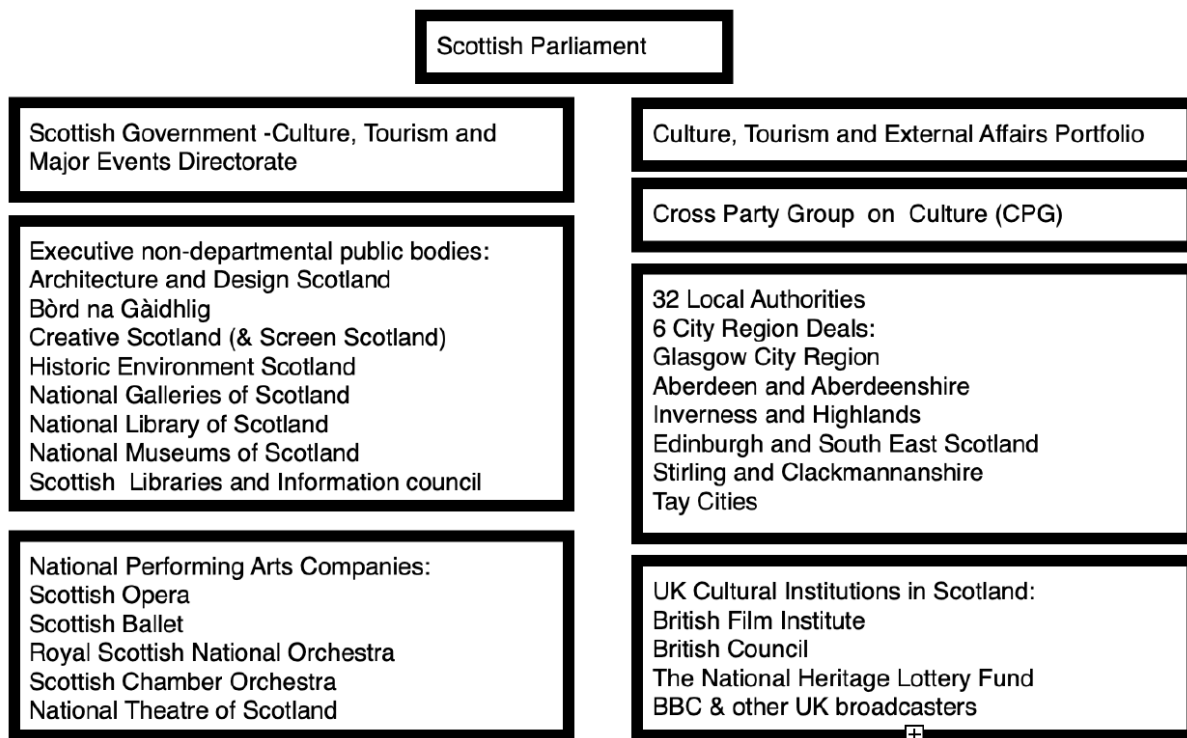 Scottish Parliament
Scottish Government -Culture, Tourism and
Major Events Directorate
Executive non-departmental public bodies:
Architecture and Design Scotland
Bòrd na Gàidhlig
Creative Scotland (& Screen Scotland)
Historic Environment Scotland
National Galleries of Scotland
National Library of Scotland
National Museums of Scotland
Scottish Libraries and Information council
National Performing Arts Companies:
Scottish Opera
Scottish Ballet
Royal Scottish National Orchestra
Scottish Chamber Orchestra
National Theatre of Scotland
Culture, Tourism and External Affairs Portfolio
Cross Party Group on Culture (CPG)
32 Local Authorities
6 City Region Deals:
Glasgow City Region
Aberdeen and Aberdeenshire
Inverness and Highlands
Edinburgh and South East Scotland
Stirling and Clackmannanshire
Tay Cities
UK Cultural Institutions in Scotland:
British Film Institute
British Council
The National Heritage Lottery Fund
BBC & other UK broadcasters